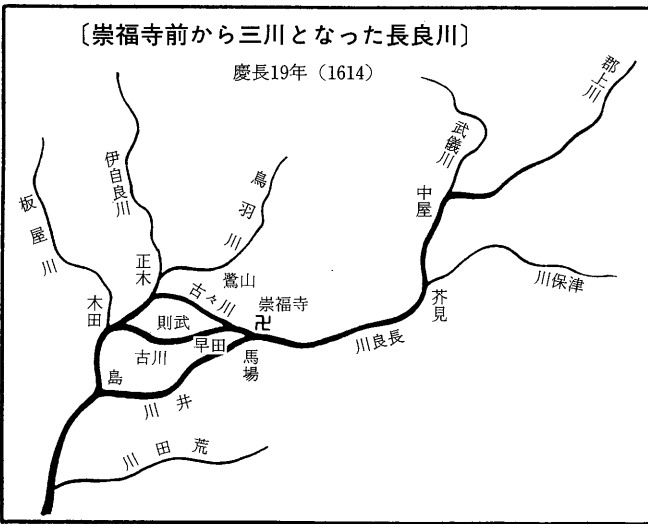 〔崇福寺前から三川となった長良川〕
慶長19年（1614）
郡上川
武儀川
伊自良川
鳥羽川
板屋川
中屋
正木
鷺山
古々川
崇福寺
卍
川保津
芥見
木田
則武
早田
馬場
川良長
古川
島
川井
川田荒